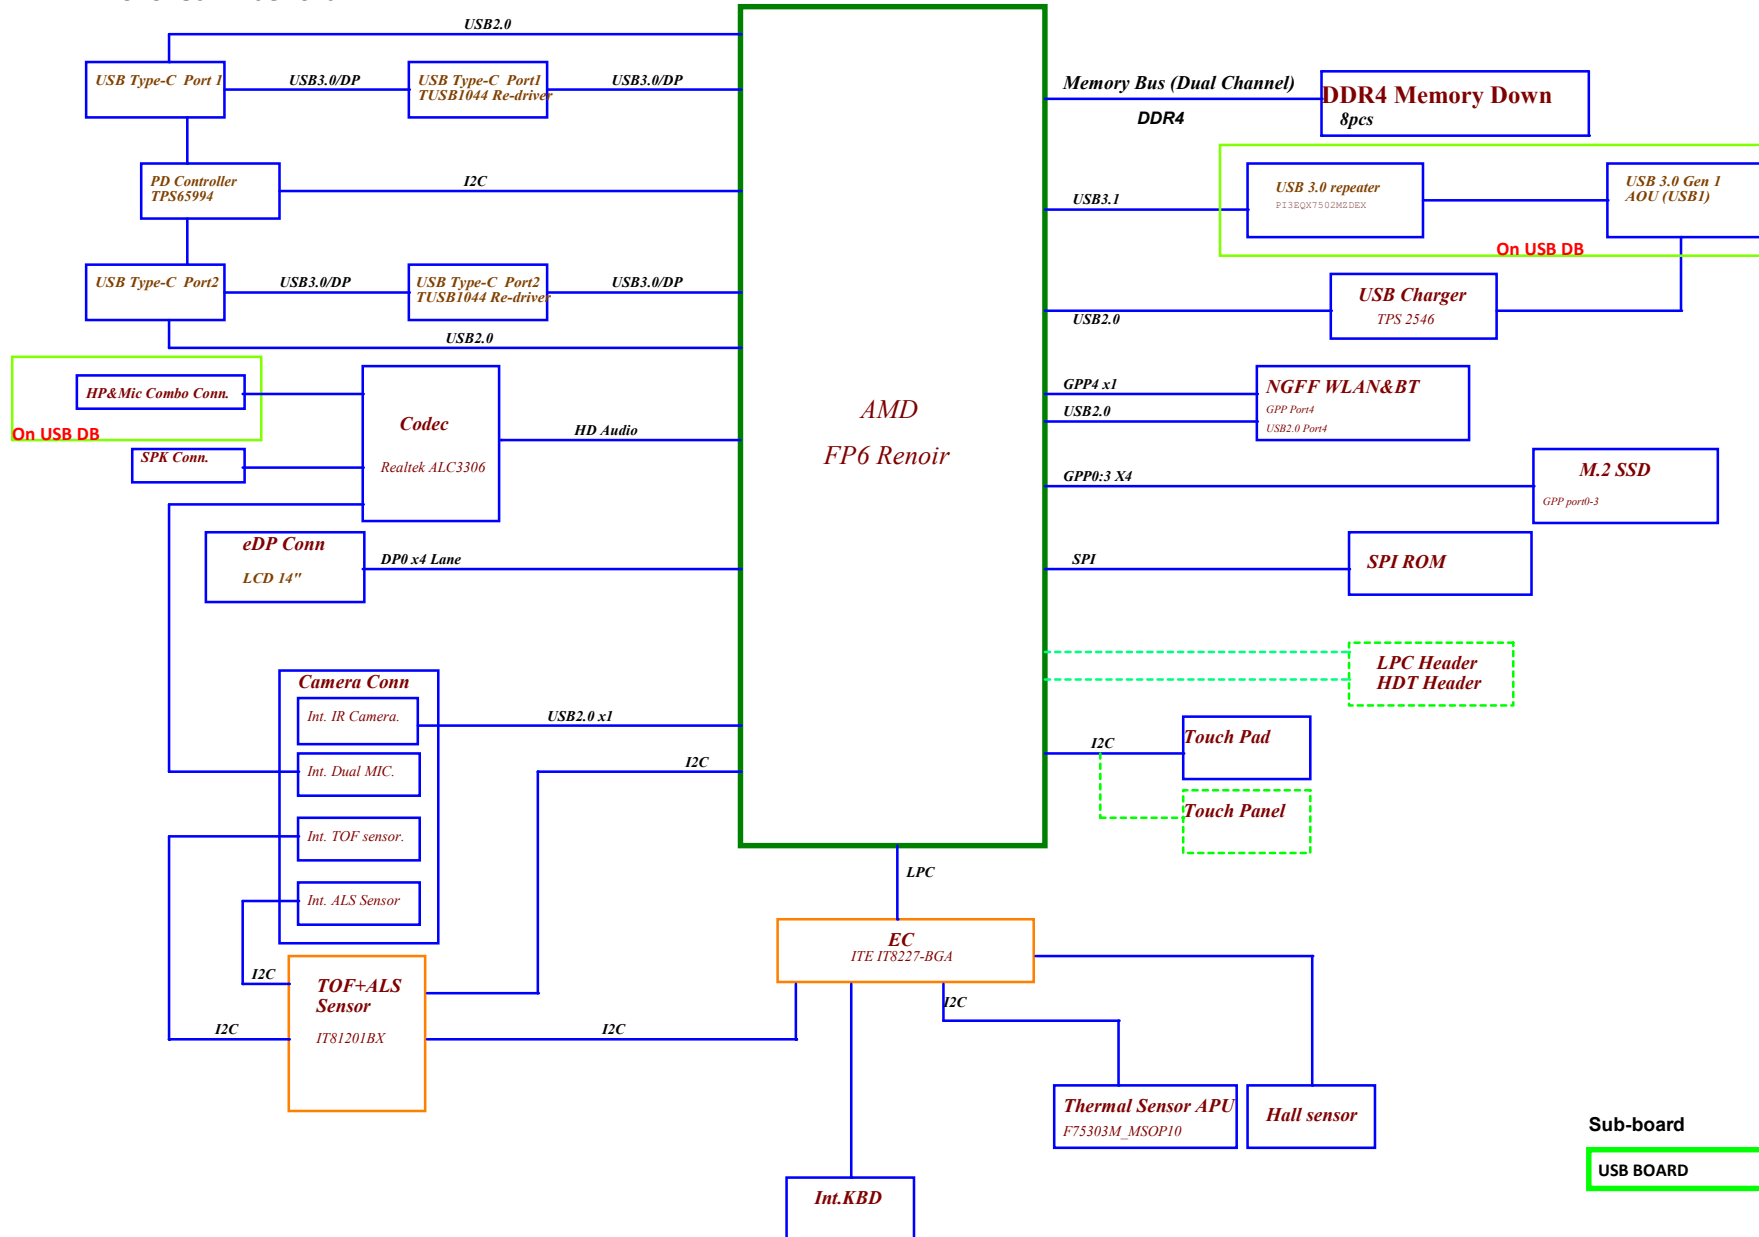 USB2.0
USB Type-C Port 1
USB3.0/DP
USB Type-C Port1
TUSB1044 Re-driver
USB3.0/DP
PD Controller
TPS65994
I2C
USB Type-C Port2
USB3.0/DP
USB Type-C Port2
TUSB1044 Re-driver
USB3.0/DP
USB2.0
HP&Mic Combo Conn.
On USB DB
SPK Conn.
Codec
Realtek ALC3306
HD Audio
eDP Conn
LCD 14"
DP0 x4 Lane
Camera Conn
Int. IR Camera.
Int. Dual MIC.
Int. TOF sensor.
Int. ALS Sensor
USB2.0 x1
I2C
I2C
I2C
TOF+ALS
Sensor
IT81201BX
I2C
AMD
FP6 Renoir
Memory Bus (Dual Channel)
DDR4
DDR4 Memory Down
8pcs
USB3.1
USB 3.0 repeater
PI3EQX7502MZDEX
USB 3.0 Gen 1
AOU (USB1)
On USB DB
USB2.0
USB Charger
TPS 2546
GPP4 x1
USB2.0
NGFF WLAN&BT
GPP Port4
USB2.0 Port4
GPP0:3 X4
M.2 SSD
GPP port0-3
SPI
SPI ROM
LPC Header
HDT Header
I2C
Touch Pad
Touch Panel
LPC
EC
ITE IT8227-BGA
I2C
Thermal Sensor APU
F75303M_MSOP10
Hall sensor
Int.KBD
Sub-board
USB BOARD